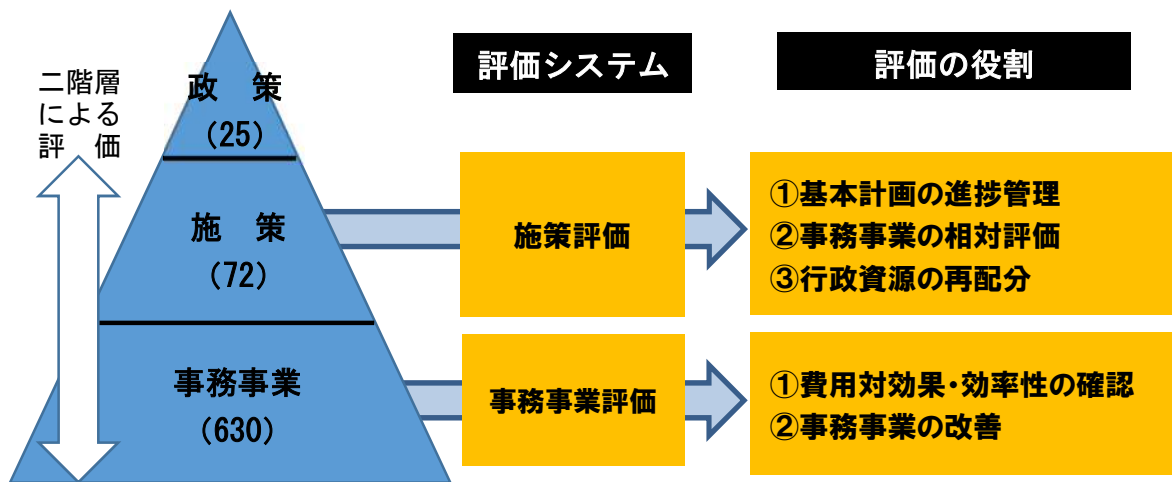 二階層
による
評　価
政　策
(25)
施　策
(72)
事務事業
(630)
評価システム
施策評価
事務事業評価
評価の役割
①基本計画の進捗管理
②事務事業の相対評価
③行政資源の再配分
①費用対効果・効率性の確認
②事務事業の改善